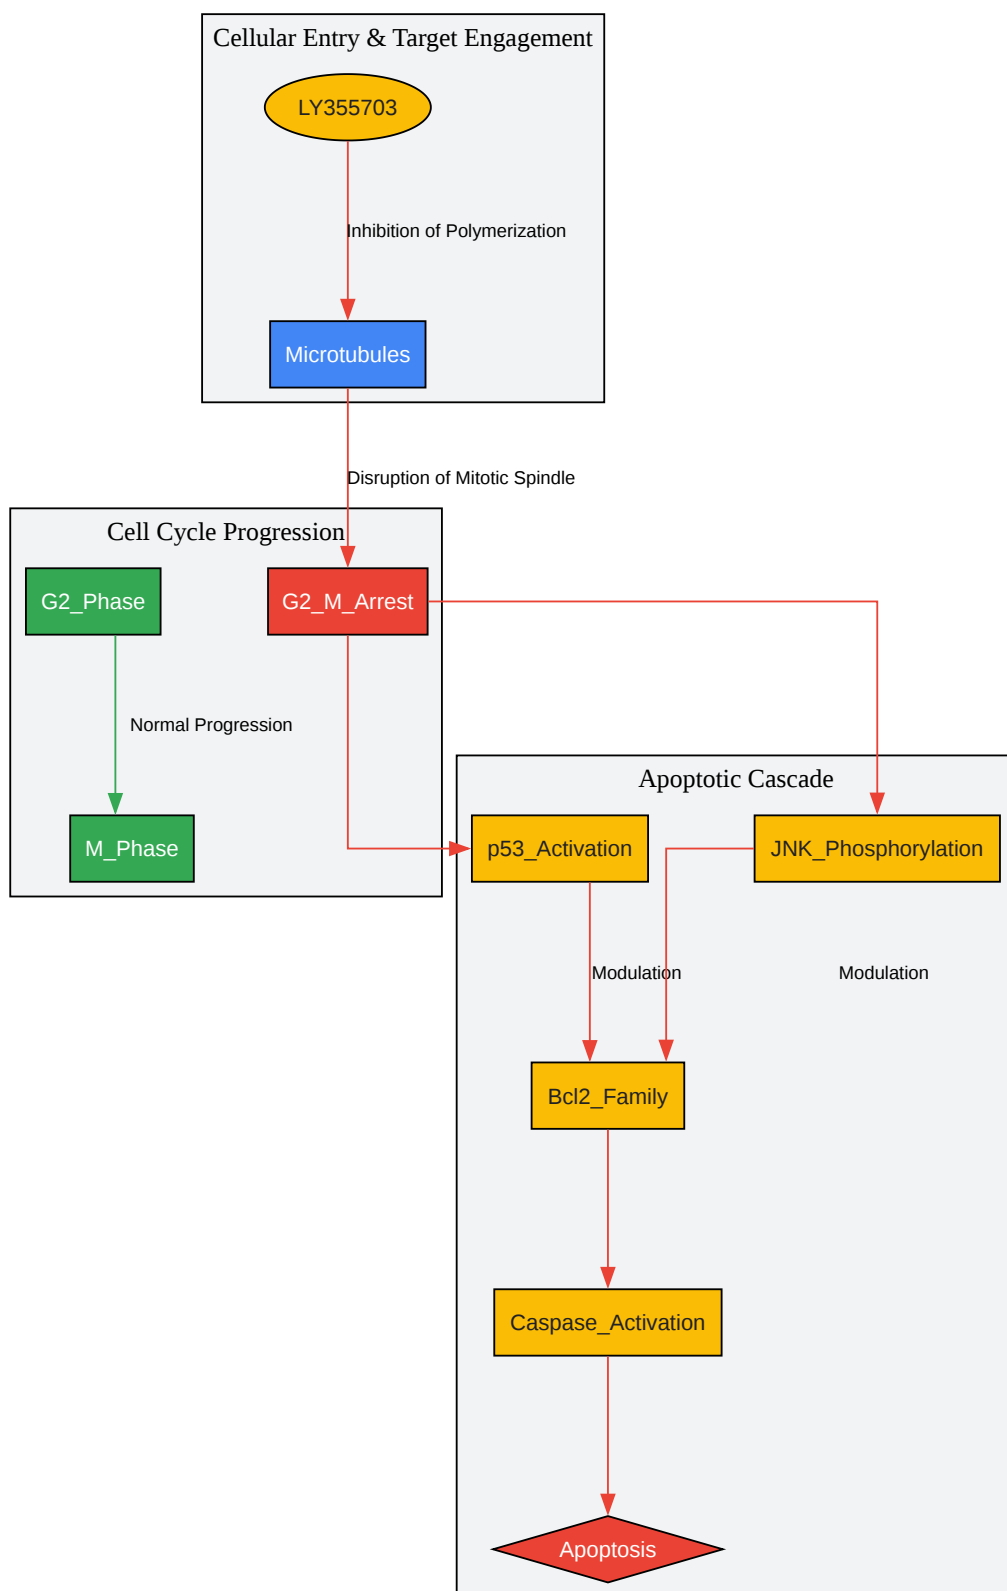 Cellular Entry & Target Engagement
LY355703
Inhibition of Polymerization
Microtubules
Disruption of Mitotic Spindle
Cell Cycle Progression
G2_Phase
G2_M_Arrest
Normal Progression
M_Phase
Apoptotic Cascade
p53_Activation
JNK_Phosphorylation
Modulation
Modulation
Bcl2_Family
Caspase_Activation
Apoptosis